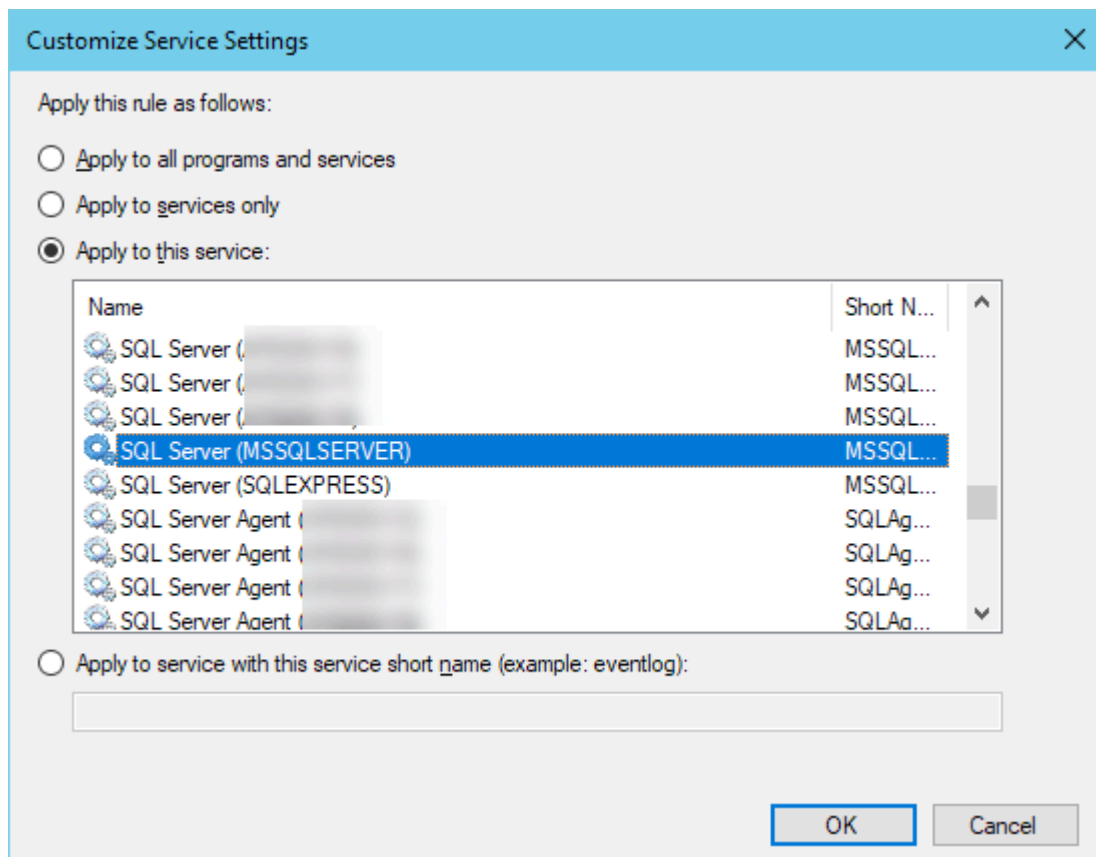 Customize Service Settings
Apply this rule as follows:
Apply to all programs and services
Apply to services only
Apply to this service:
Name Short N...
SQL Server ( MSSQL...
SQL Server ( MSSQL...
SQL Server ( MSSQL...
SQL Server (MSSQLSERVER) MSSQL...
SQL Server (SQLEXPRESS) MSSQL...
SQL Server Agent ( SQLAg...
SQL Server Agent ( SQLAg...
SQL Server Agent ( SQLAg...
SQL Server Agent ( SQLAg...
Apply to service with this service short name (example: eventlog):
OK Cancel